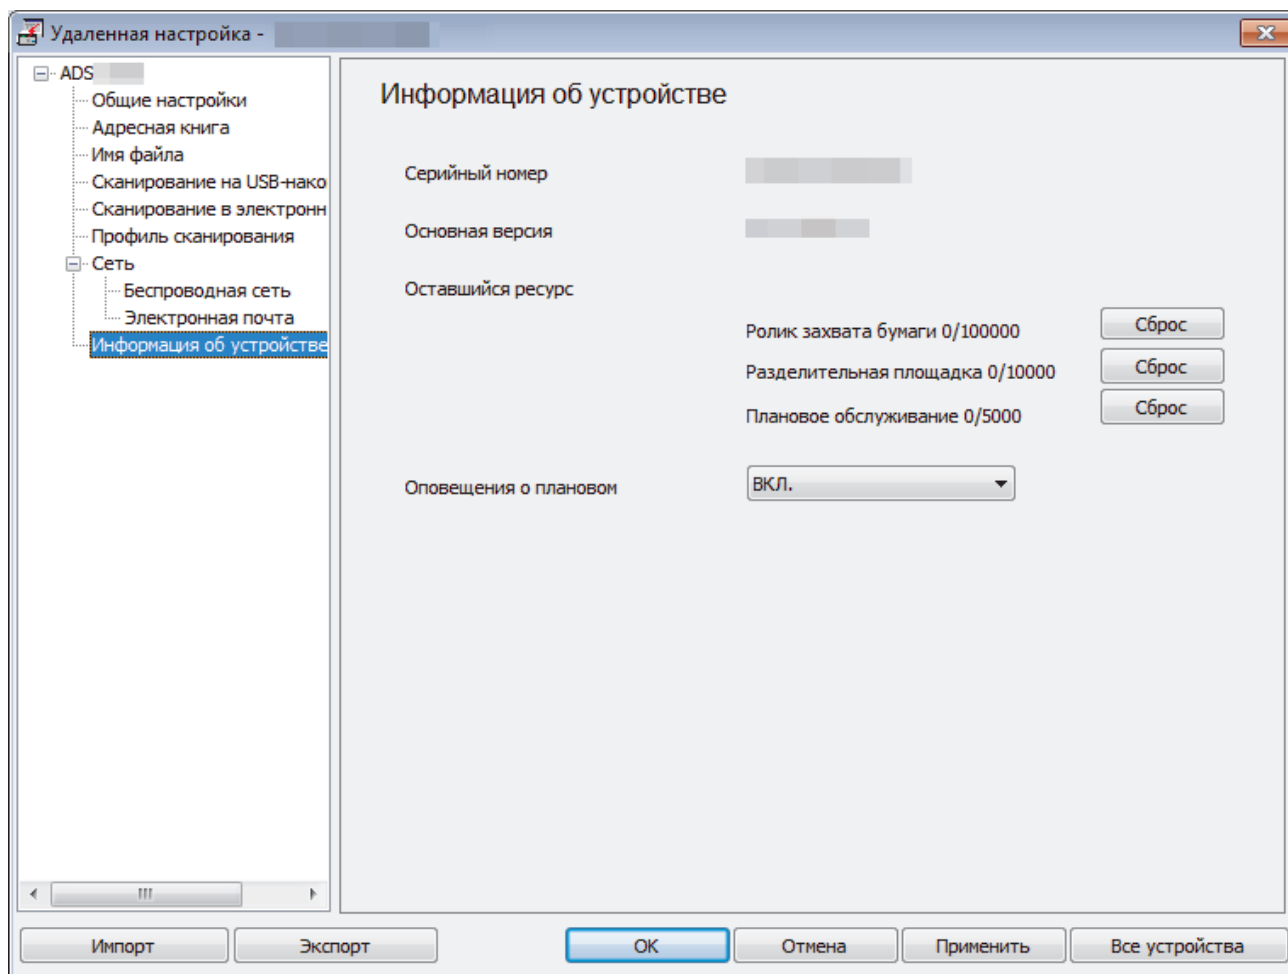 Удаленная настройка -
ADS
Общие настройки
Адресная книга
Имя файла
Сканирование на USB-нако
Сканирование в электронн
Профиль сканирования
Сеть
Беспроводная сеть
Электронная почта
Информация об устройстве
Информация об устройстве
Серийный номер
Основная версия
Оставшийся ресурс
Ролик захвата бумаги 0/100000
Сброс
Разделительная площадка 0/10000
Сброс
Плановое обслуживание 0/5000
Сброс
Оповещения о плановом
ВКЛ.
Импорт
Экспорт
ОК
Отмена
Применить
Все устройства